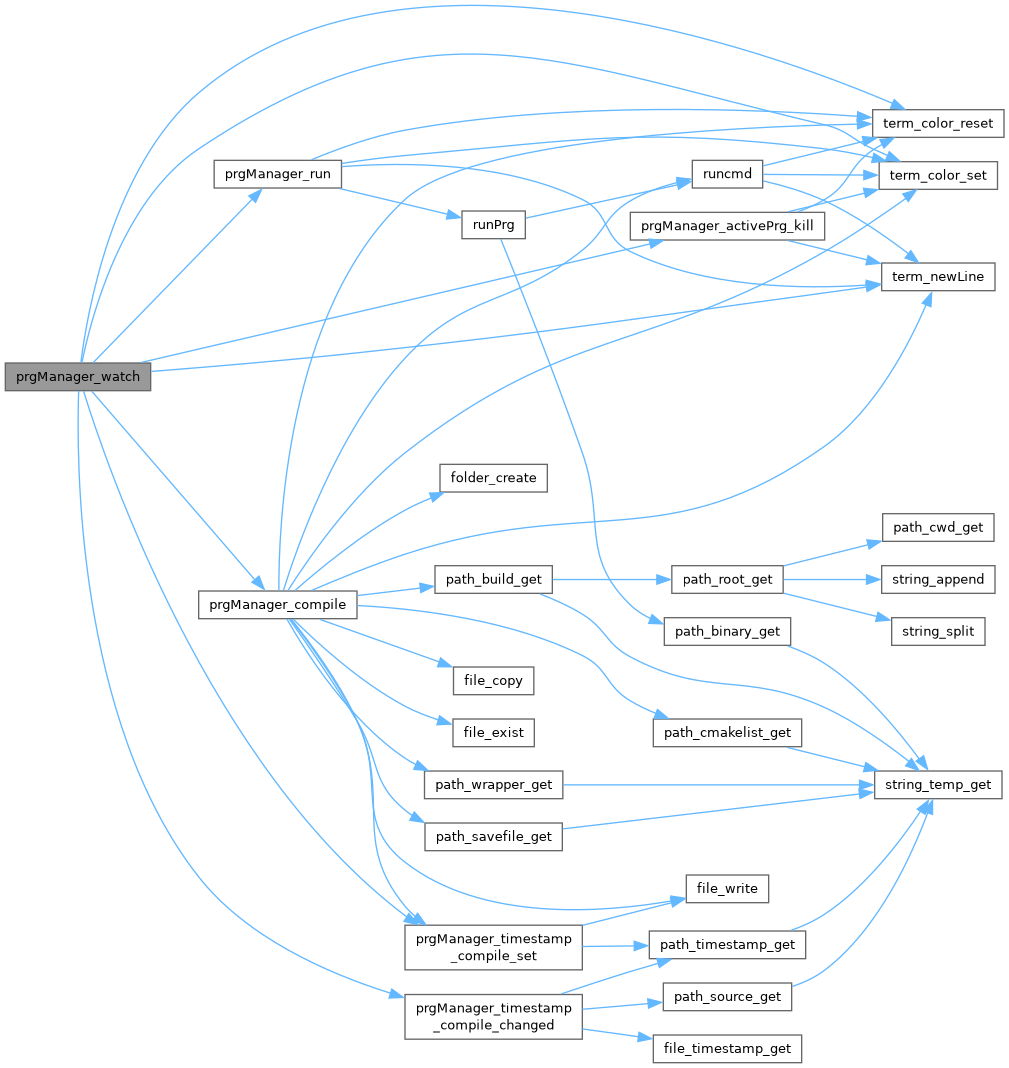 term_color_reset
prgManager_run
runcmd
term_color_set
runPrg
prgManager_activePrg_kill
term_newLine
prgManager_watch
folder_create
path_cwd_get
path_build_get
path_root_get
string_append
prgManager_compile
path_binary_get
string_split
file_copy
file_exist
path_cmakelist_get
path_wrapper_get
string_temp_get
path_savefile_get
file_write
prgManager_timestamp
_compile_set
path_timestamp_get
path_source_get
prgManager_timestamp
_compile_changed
file_timestamp_get